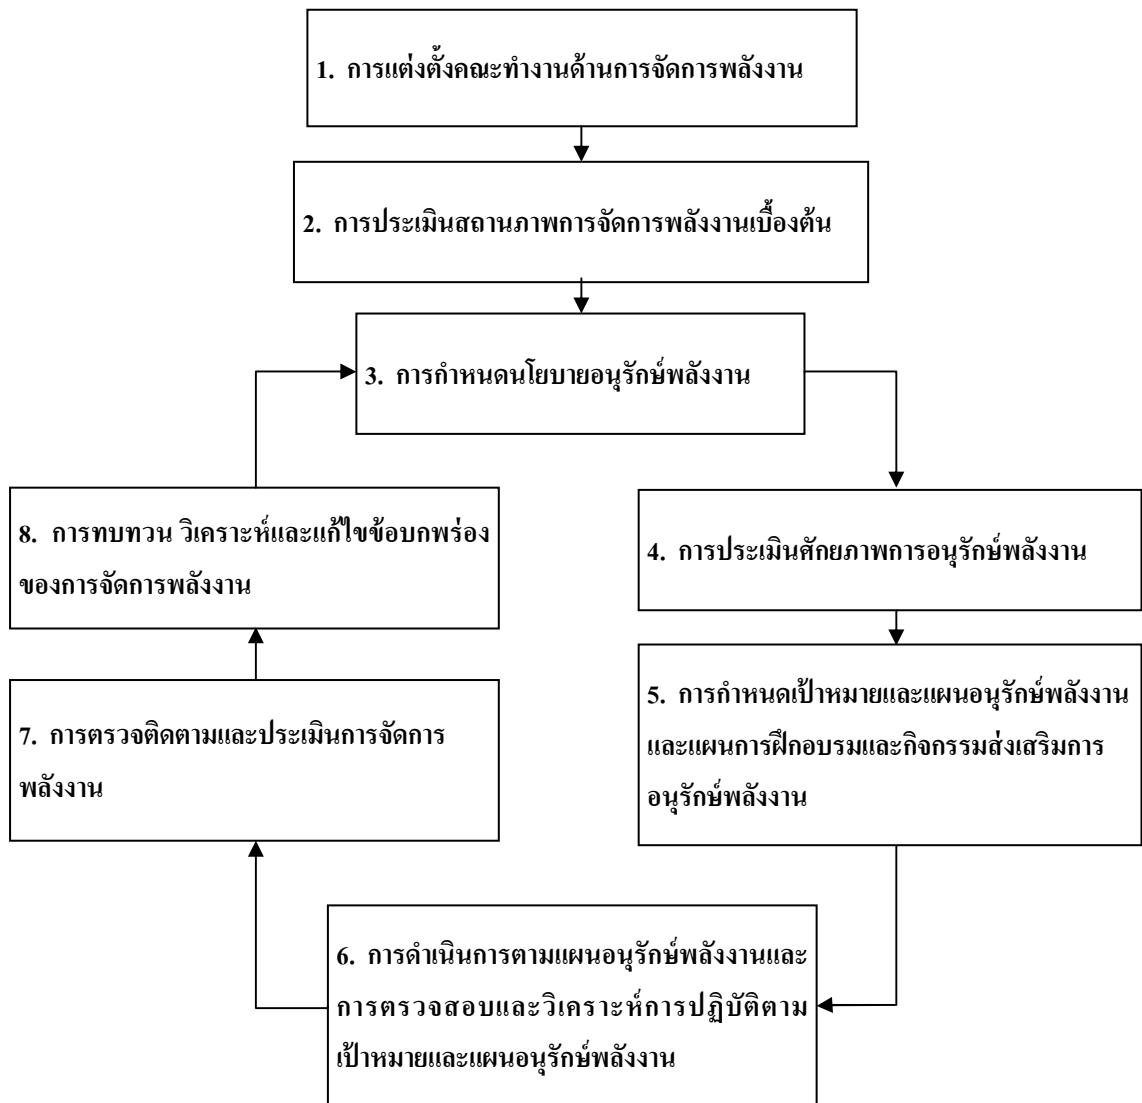 1. การแต่งตั้งคณะทำงานด้านการจัดการพลังงาน
2. การประเมินสถานภาพการจัดการพลังงานเบื้องต้น
3. การกำหนดนโยบายอนุรักษ์พลังงาน
4. การประเมินศักยภาพการอนุรักษ์พลังงาน
5. การกำหนดเป้าหมายและแผนอนุรักษ์พลังงาน
และแผนการฝึกอบรมและกิจกรรมส่งเสริมการ
อนุรักษ์พลังงาน
6. การดำเนินการตามแผนอนุรักษ์พลังงานและ
การตรวจสอบและวิเคราะห์การปฏิบัติตาม
เป้าหมายและแผนอนุรักษ์พลังงาน
7. การตรวจติดตามและประเมินการจัดการ
พลังงาน
8. การทบทวน วิเคราะห์และแก้ไขข้อบกพร่อง
ของการจัดการพลังงาน